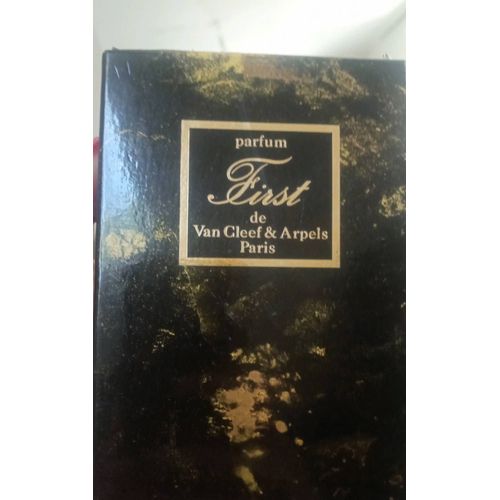 parfum
First
de
Van Cleef & Arpels
Paris